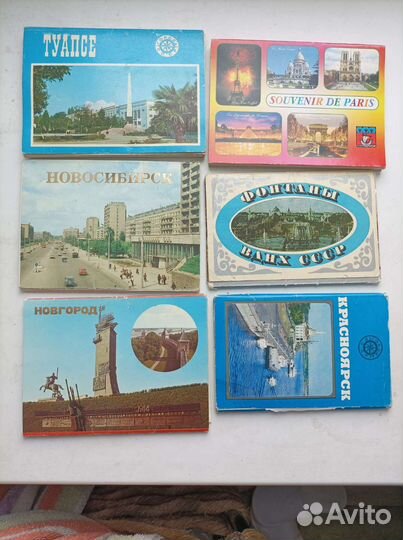 ТУАПСЕ
SOUVENIR DE PARIS
НОВОСИБИРСК
ФОНТАНЫ
ВДНХ СССР
НОВГОРОД
КРАСНОЯРСК
Avito